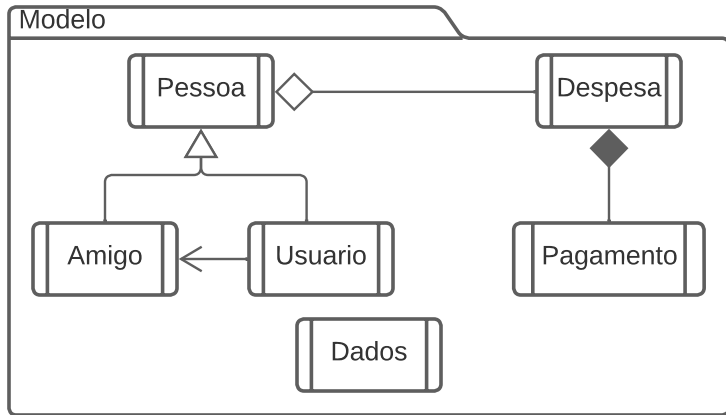 Modelo
Pessoa
Despesa
Amigo
Usuario
Pagamento
Dados